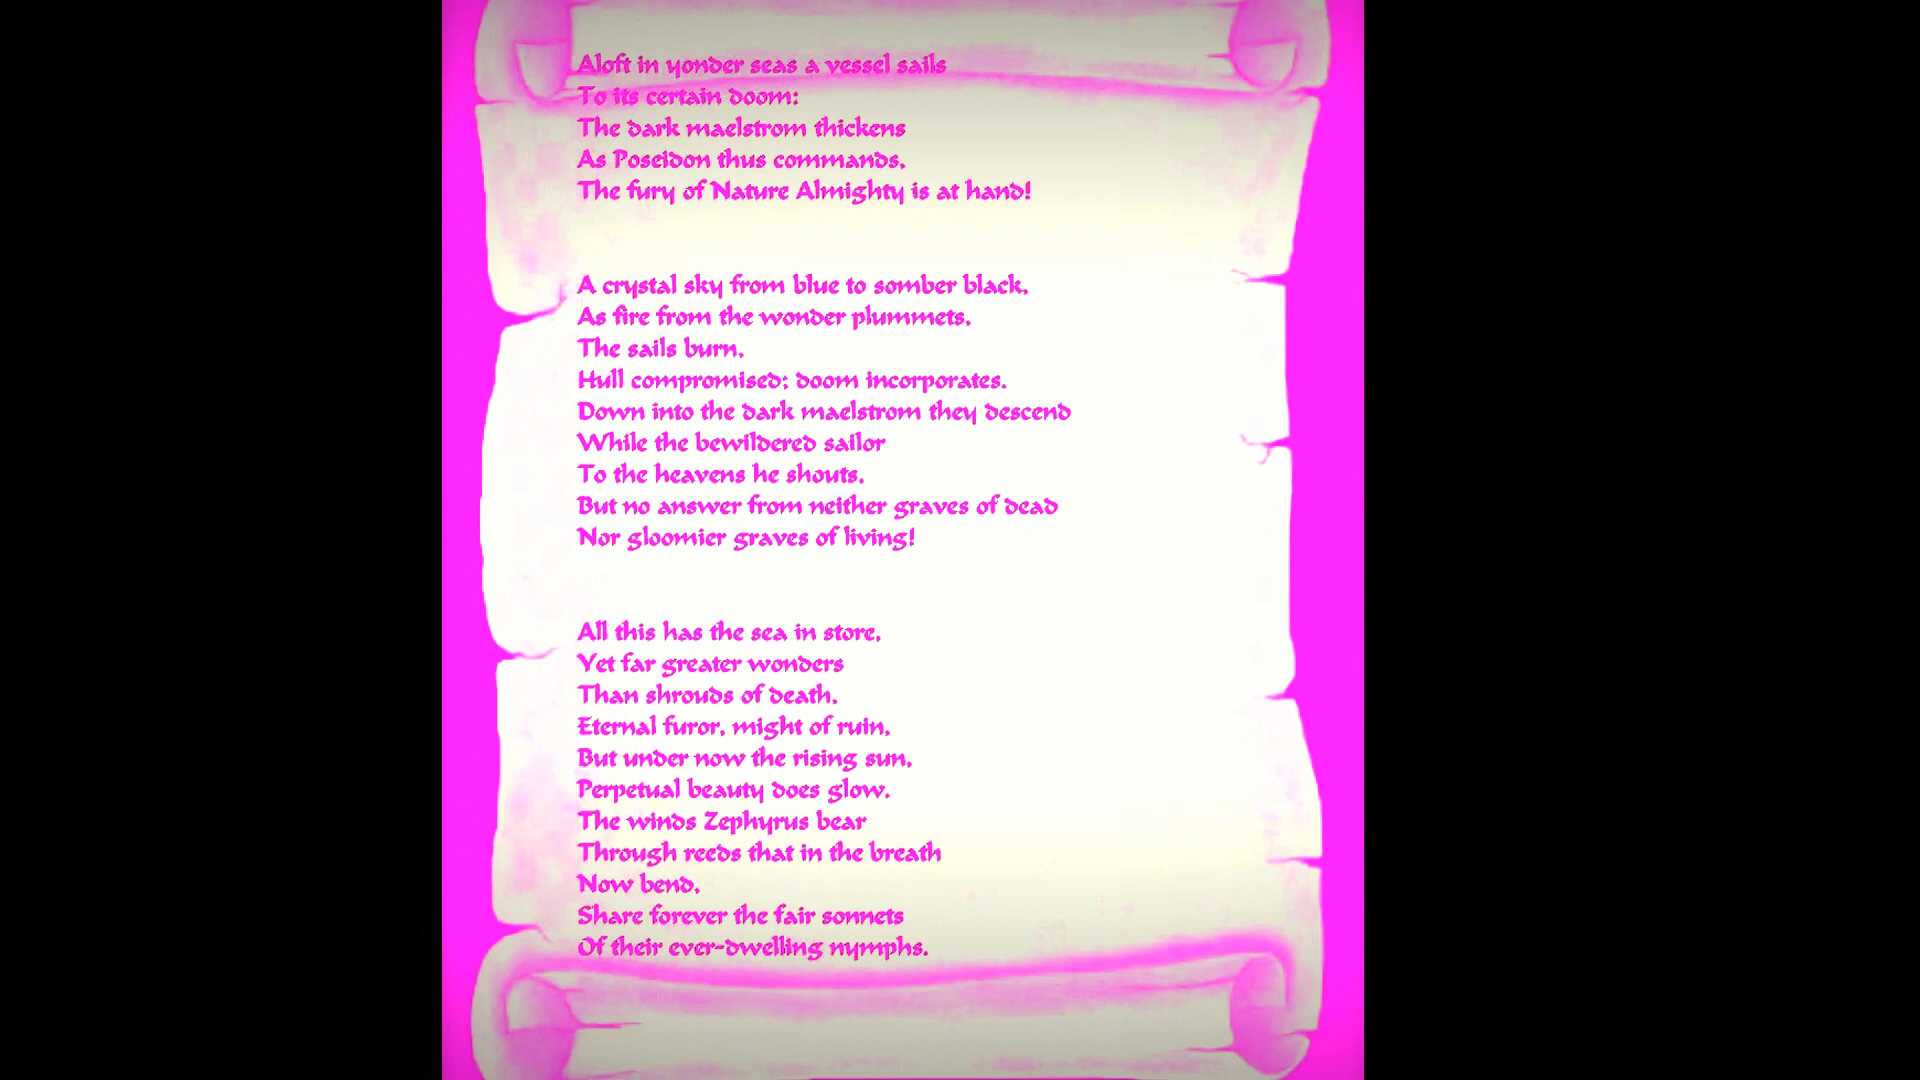 Aloft in yonder seas a vessel sails
To its certain doom:
The dark maelstrom thickens
As Poseidon thus commands,
The fury of Nature Almighty is at hand!
A crystal sky from blue to somber black,
As fire from the wonder plummets,
The sails burn,
Hull compromised; doom incorporates.
Down into the dark maelstrom they descend
While the bewildered sailor
To the heavens he shouts,
But no answer from neither graves of dead
Nor gloomier graves of living!
All this has the sea in store,
Yet far greater wonders
Than shrouds of death,
Eternal furor, might of ruin,
But under now the rising sun,
Perpetual beauty does glow.
The winds Zephyrus bear
Through reeds that in the breath
Now bend,
Share forever the fair sonnets
Of their ever-dwelling nymphs.